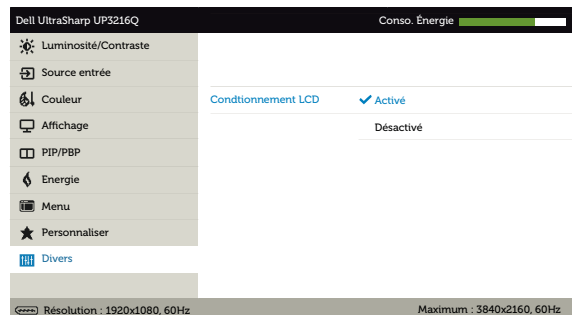 Dell UltraSharp UP3216Q Conso. Énergie
Luminosité/Contraste
Source entrée
Couleur Condtionnement LCD Activé
Affichage Désactivé
PIP/PBP
Energie
Menu
Personnaliser
Divers
Résolution : 1920x1080, 60Hz Maximum : 3840x2160, 60Hz